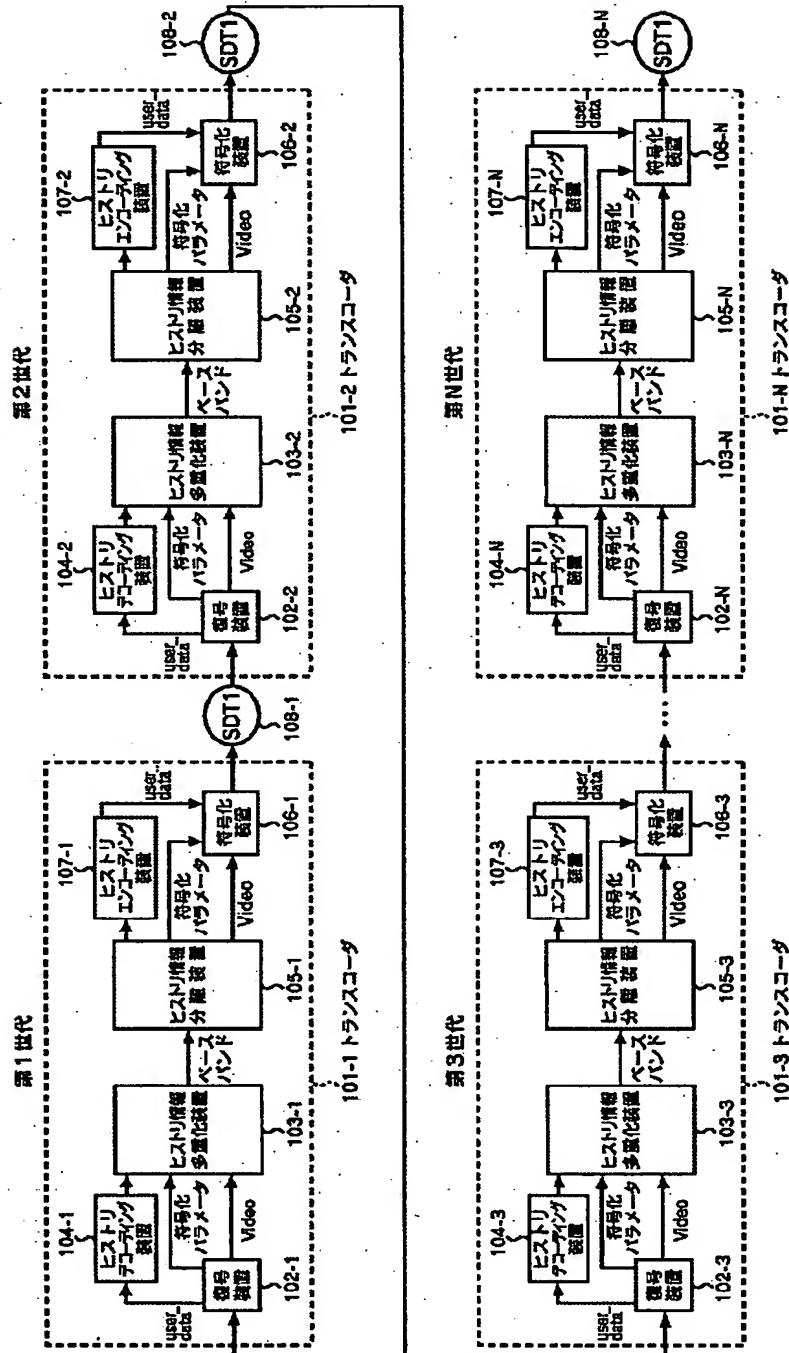 第1世代
104-1
ヒストリ
デコーディング
装置
user_
data
102-1
復号
装置
符号化
パラメータ
Video
103-1
ヒストリ情報
多重化装置
ベース
バンド
105-1
ヒストリ情報
分離装置
107-1
ヒストリ
エンコーディング
装置
符号化
パラメータ
Video
user_
data
106-1
符号化
装置
101-1 トランスコーダ
SDT1
108-1
第2世代
104-2
ヒストリ
デコーディング
装置
user_
data
102-2
復号
装置
符号化
パラメータ
Video
103-2
ヒストリ情報
多重化装置
ベース
バンド
105-2
ヒストリ情報
分離装置
107-2
ヒストリ
エンコーディング
装置
符号化
パラメータ
Video
user_
data
106-2
符号化
装置
101-2 トランスコーダ
SDT1
108-2
第3世代
104-3
ヒストリ
デコーディング
装置
user_
data
102-3
復号
装置
符号化
パラメータ
Video
103-3
ヒストリ情報
多重化装置
ベース
バンド
105-3
ヒストリ情報
分離装置
107-3
ヒストリ
エンコーディング
装置
符号化
パラメータ
Video
user_
data
106-3
符号化
装置
101-3 トランスコーダ
...
第N世代
104-N
ヒストリ
デコーディング
装置
user_
data
102-N
復号
装置
符号化
パラメータ
Video
103-N
ヒストリ情報
多重化装置
ベース
バンド
105-N
ヒストリ情報
分離装置
107-N
ヒストリ
エンコーディング
装置
符号化
パラメータ
Video
user_
data
106-N
符号化
装置
101-N トランスコーダ
SDT1
108-N